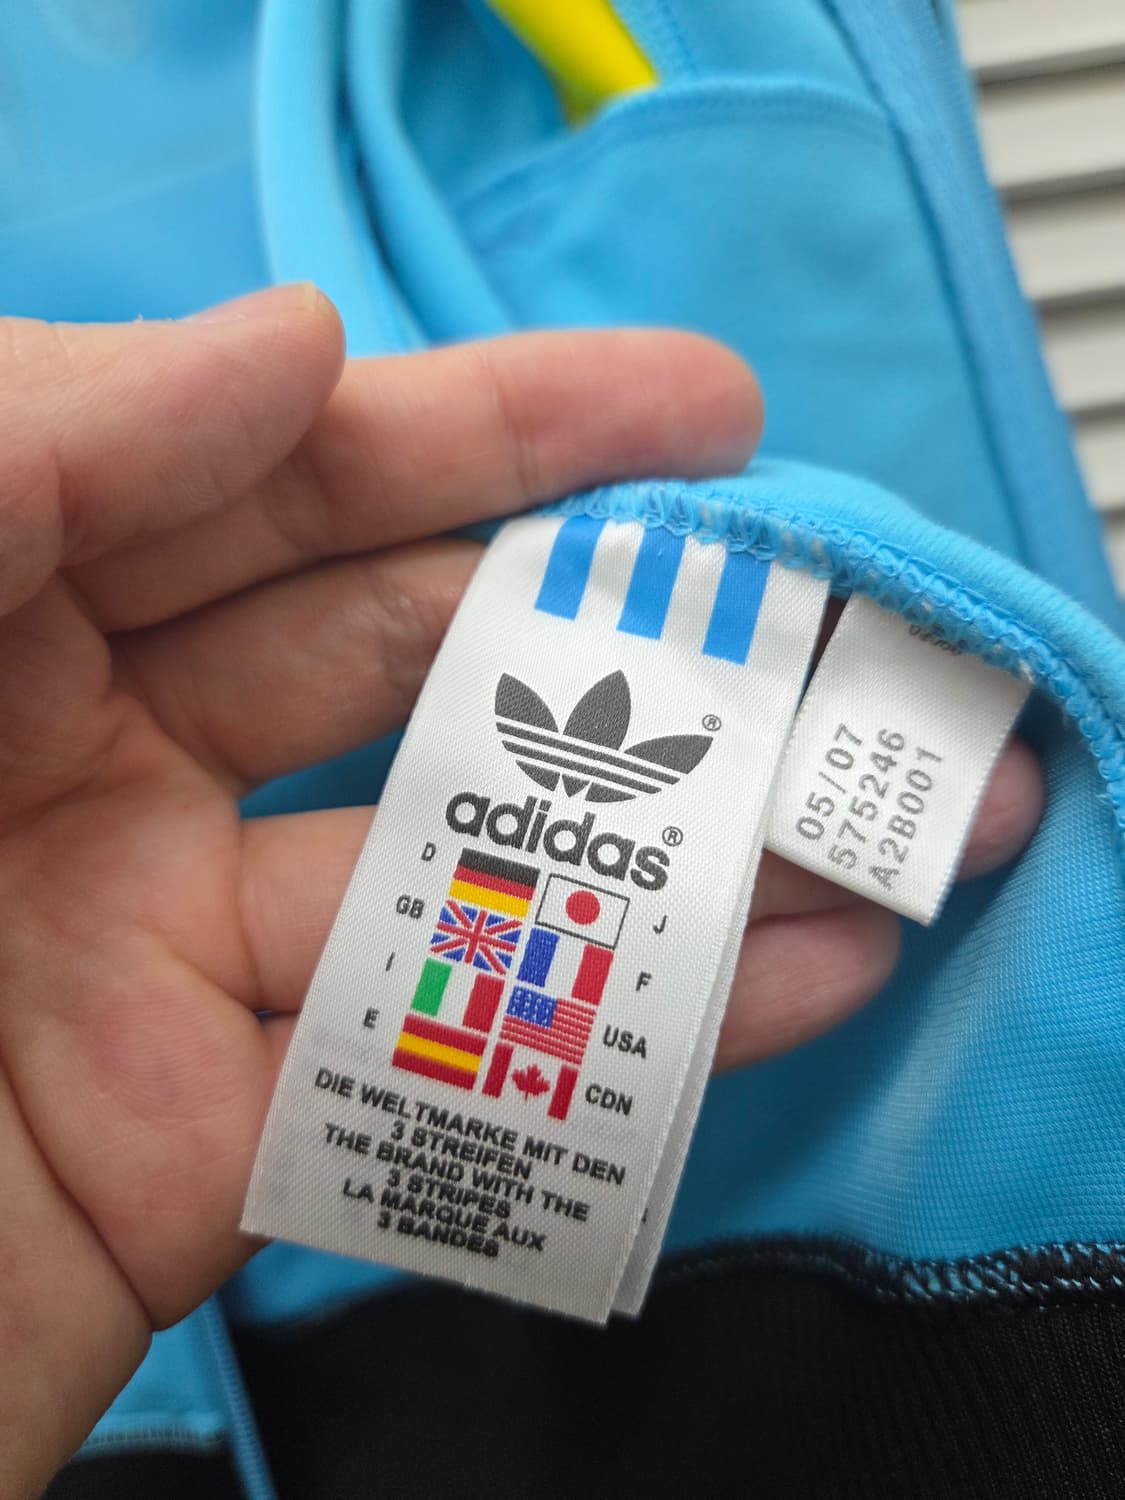 ®
adidas®
D
J
GB
F
I
USA
E
CDN
DIE WELTMARKE MIT DEN
3 STREIFEN
THE BRAND WITH THE
3 STRIPES
LA MARQUE AUX
3 BANDES
05/07
575246
A2B001